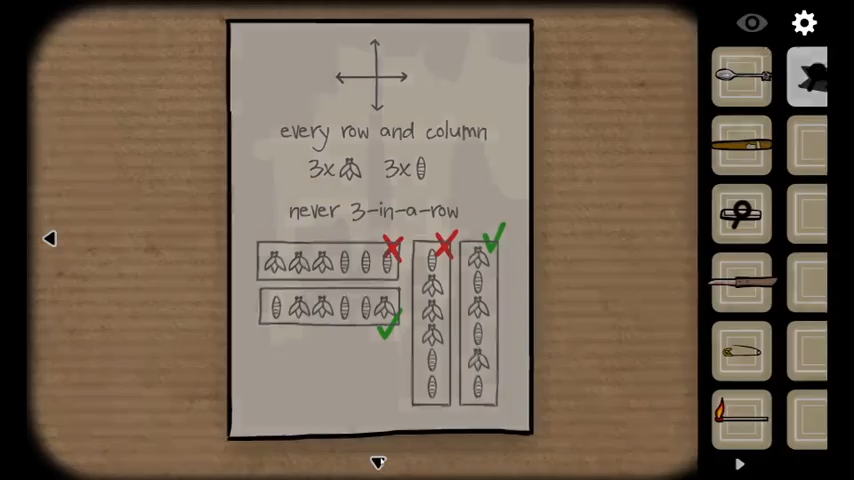 every row and column
3x 3x
never 3-in-a-row